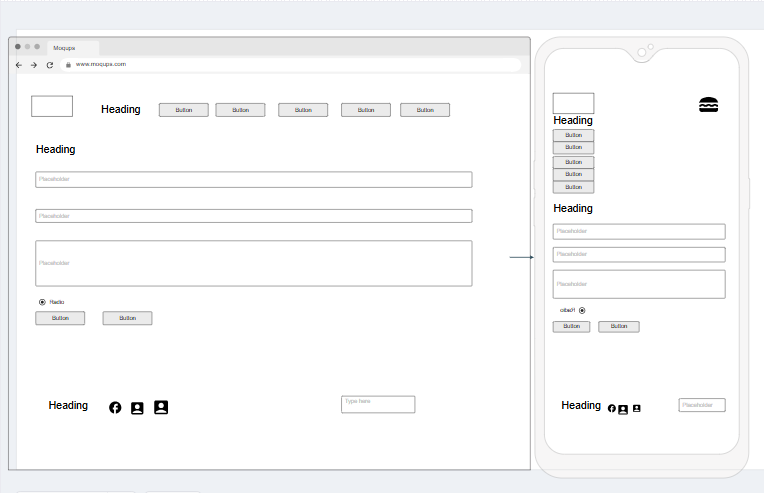 Moqups
www.moqups.com
Heading
Button Button Button Button Button
Heading
Placeholder
Placeholder
Placeholder
Radio
Button Button
Heading
Type here
Heading
Button
Button
Button
Button
Button
Heading
Placeholder
Placeholder
Placeholder
Radio
Button Button
Heading
Placeholder